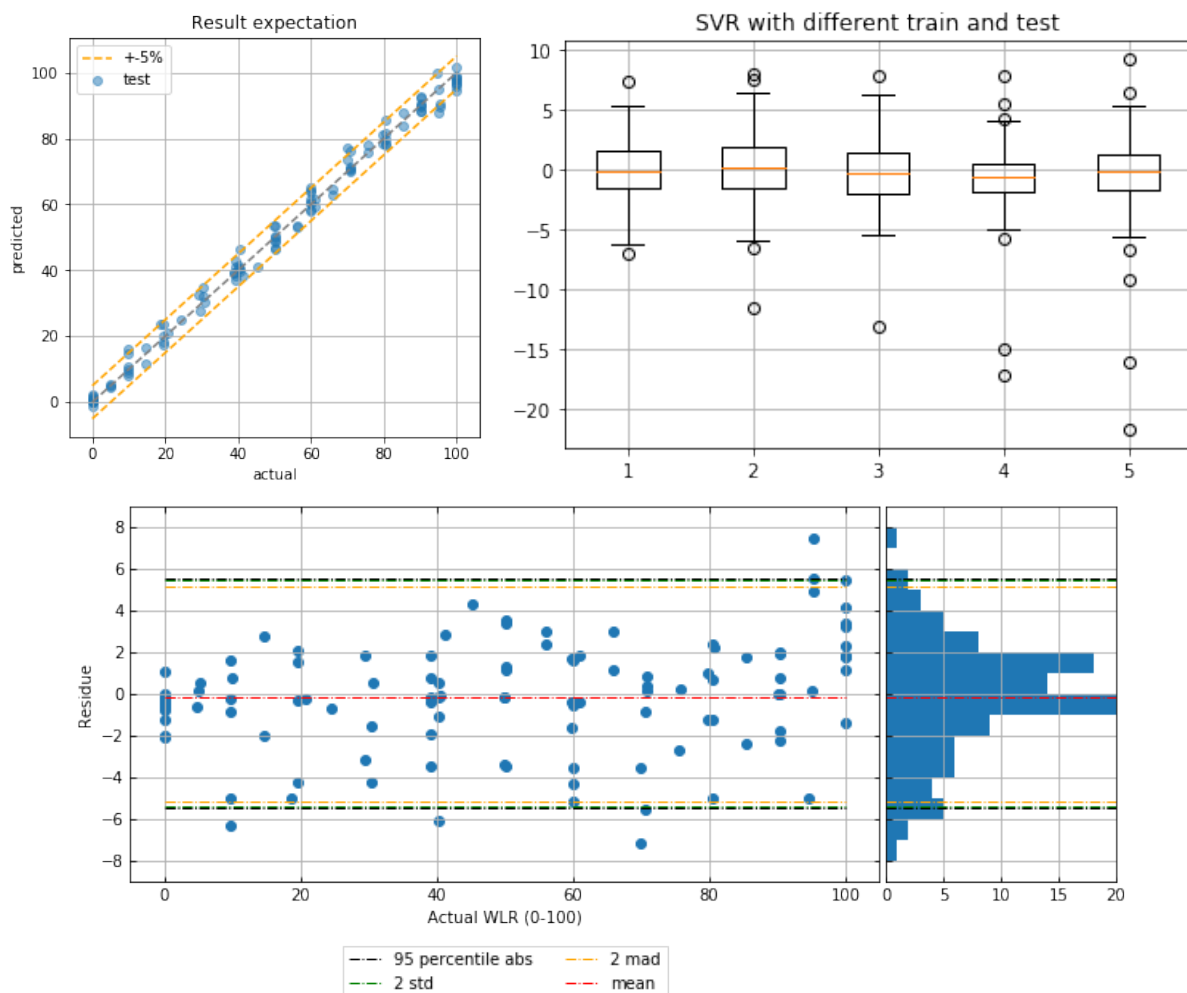 Result expectation
+-5%
test
100
80
60
40
20
0
predicted
0 20 40 60 80 100
actual
SVR with different train and test
10
5
0
−5
−10
−15
−20
1 2 3 4 5
8
6
4
2
0
−2
−4
−6
−8
Residue
0 20 40 60 80 100
Actual WLR (0-100)
0 5 10 15 20
95 percentile abs
2 std
2 mad
mean